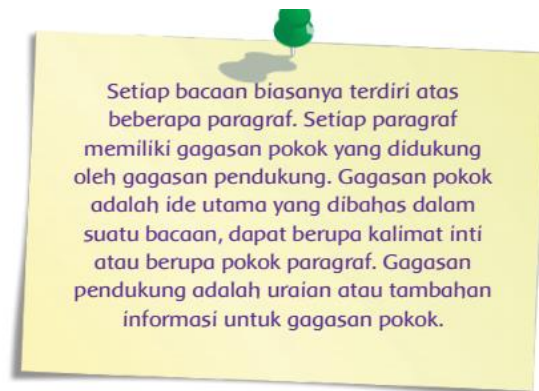 Setiap bacaan biasanya terdiri atas
beberapa paragraf. Setiap paragraf
memiliki gagasan pokok yang didukung
oleh gagasan pendukung. Gagasan pokok
adalah ide utama yang dibahas dalam
suatu bacaan, dapat berupa kalimat inti
atau berupa pokok paragraf. Gagasan
pendukung adalah uraian atau tambahan
informasi untuk gagasan pokok.